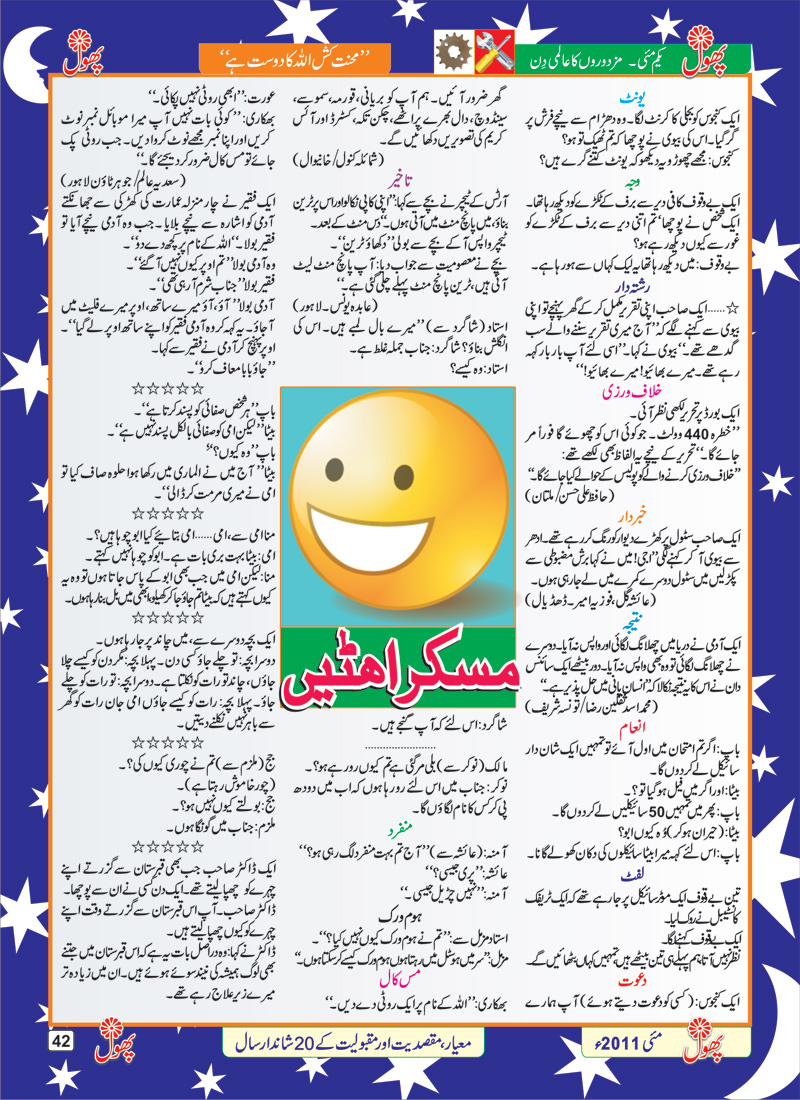 پھول
یکم مئی۔ مزدوروں کا عالمی دن
’’محنت کش اللہ کا دوست ہے‘‘
پھول
یونٹ
ایک کنجوس کو بجلی کا کرنٹ لگا۔ وہ دھڑام سے نیچے فرش پر
گر گیا۔ اس کی بیوی نے پوچھا کہ تم ٹھیک تو ہو؟
کنجوس: مجھے چھوڑو یہ دیکھو کہ یونٹ کتنے گرے ہیں؟
وجہ
ایک بے وقوف کافی دیر سے برف کے ٹکڑے کو دیکھ رہا تھا۔
ایک شخص نے پوچھا ’’تم اتنی دیر سے برف کے ٹکڑے کو
غور سے کیوں دیکھ رہے ہو؟
بے وقوف: میں دیکھ رہا تھا یہ لیک کہاں سے ہو رہا ہے۔
رشتہ دار
☆......ایک صاحب اپنی تقریر مکمل کر کے گھر پہنچے تو اپنی
بیوی سے کہنے لگے کہ ’’آج میری تقریر سننے والے سب
گدھے تھے۔‘‘ بیوی نے کہا۔ ’’اسی لئے آپ بار بار کہہ
رہے تھے۔ میرے بھائیو! میرے بھائیو!‘‘
خلاف ورزی
ایک بورڈ پر تحریر لکھی نظر آئی۔
’’خطرہ 440 وولٹ۔ جو کوئی اس کو چھوئے گا فوراً مر
جائے گا۔‘‘ تحریر کے نیچے یہ الفاظ بھی لکھے تھے:
’’خلاف ورزی کرنے والے کو پولیس کے حوالے کیا جائے گا۔‘‘
(حافظ علی حسن/ ملتان)
خبردار
ایک صاحب سٹول پر کھڑے دیوار کو رنگ کر رہے تھے۔ ادھر
سے بیوی آ کر کہنے لگی ’’اجی! میں نے کہا برش مضبوطی سے
پکڑ لیں میں سٹول دوسرے کمرے میں لے جا رہی ہوں۔
(عائشہ گل، فوزیہ امیر۔ ڈھڈیال)
نتیجہ
ایک آدمی نے دریا میں چھلانگ لگائی اور واپس نہ آیا۔ دوسرے
نے چھلانگ لگائی تو وہ بھی واپس نہ آیا۔ دور بیٹھے ایک سائنس
دان نے اس کا یہ نتیجہ نکالا کہ ’’انسان پانی میں حل پذیر ہے۔‘‘
(محمد اسد ثقلین رضا/ تونسہ شریف)
انعام
باپ: اگر تم امتحان میں اول آئے تو تمہیں ایک شان دار
سائیکل لے کر دوں گا۔
بیٹا: اور اگر میں فیل ہو گیا تو؟۔
باپ: پھر میں تمہیں 50 سائیکلیں لے کر دوں گا۔
بیٹا: (حیران ہو کر) وہ کیوں ابو؟
باپ: اس لئے کہہ میرا بیٹا سائیکلوں کی دکان کھولے گا نا۔
لفٹ
تین بے وقوف ایک موٹر سائیکل پر جا رہے تھے کہ ایک ٹریفک
کانسٹیبل نے روک لیا۔
ایک بے وقوف کہنے لگا۔
نظر نہیں آتا ہم پہلے ہی تین بیٹھے ہیں تمہیں کہاں بٹھائیں گے۔
دعوت
ایک کنجوس: (کسی کو دعوت دیتے ہوئے) آپ ہمارے
گھر ضرور آئیں۔ ہم آپ کو بریانی، قورمہ، سموسے،
سینڈوچ، دال بھرے پراٹھے، چکن تکہ، کسٹرڈ اور آئس
کریم کی تصویریں دکھائیں گے۔
(شائلہ کنول/ خانیوال)
تاخیر
آرٹس کے ٹیچر نے بچے سے کہا: ’’اپنی کاپی نکالو اور اس پر ٹرین
بناؤ، میں پانچ منٹ میں آتی ہوں۔‘‘ دس منٹ کے بعد۔
ٹیچر واپس آ کے بچے سے بولی ’’دکھاؤ ٹرین‘‘۔
بچے نے معصومیت سے جواب دیا: آپ پانچ منٹ لیٹ
آئی ہیں، ٹرین پانچ منٹ پہلے چلی گئی ہے۔
(عابدہ یونس۔ لاہور)
استاد (شاگرد سے) ’’میرے بال لمبے ہیں۔ اس کی
انگلش بناؤ؟ شاگرد: جناب جملہ غلط ہے۔
استاد: وہ کیسے؟
مسکراہٹیں
شاگرد: اس لئے کہ آپ گنجے ہیں۔
....................
مالک (نوکر سے) بلی مر گئی ہے تم کیوں رو رہے ہو؟۔
نوکر: جناب میں اس لئے رو رہا ہوں کہ اب میں دودھ
پی کر کس کا نام لگاؤں گا۔
منفرد
آمنہ: (عائشہ سے) ’’آج تم بہت منفرد لگ رہی ہو؟‘‘
عائشہ: ’’پری جیسی؟‘‘
آمنہ: ’’نہیں چڑیل جیسی۔‘‘
ہوم ورک
استاد مزمل سے: ’’تم نے ہوم ورک کیوں نہیں کیا؟‘‘۔
مزمل: ’’سر میں ہوسٹل میں رہتا ہوں ہوم ورک کیسے کر سکتا ہوں۔‘‘
مس کال
بھکاری: ’’اللہ کے نام پر ایک روٹی دے دیں۔‘‘
عورت: ’’ابھی روٹی نہیں پکائی۔‘‘
بھکاری: ’’کوئی بات نہیں آپ میرا موبائل نمبر نوٹ
کریں اور اپنا نمبر مجھے نوٹ کروا دیں۔ جب روٹی پک
جائے تو مس کال ضرور کر دیجئے گا۔‘‘
(سعدیہ عالم/ جوہر ٹاؤن لاہور)
ایک فقیر نے چار منزلہ عمارت کی کھڑکی سے جھانکتے
آدمی کو اشارہ سے نیچے بلایا۔ جب وہ آدمی نیچے آیا تو
فقیر بولا۔ ’’اللہ کے نام پر کچھ دے دو‘‘۔
وہ آدمی بولا ’’تم اوپر کیوں نہیں آ گئے‘‘۔
فقیر بولا ’’جناب شرم آ رہی تھی‘‘۔
آدمی بولا ’’آؤ، آؤ میرے ساتھ، اوپر میرے فلیٹ میں
آ جاؤ۔ یہ کہہ کر وہ آدمی فقیر کو اپنے ساتھ اوپر لے گیا‘‘۔
اوپر پہنچ کر آدمی نے فقیر سے کہا۔
’’جاؤ بابا معاف کرو‘‘۔
☆☆☆☆☆
باپ ’’ہر شخص صفائی کو پسند کرتا ہے‘‘۔
بیٹا ’’لیکن امی کو صفائی بالکل پسند نہیں ہے‘‘۔
باپ ’’وہ کیوں؟‘‘
بیٹا ’’آج میں نے الماری میں رکھا ہوا حلوہ صاف کیا تو
امی نے میری مرمت کر ڈالی‘‘۔
☆☆☆☆☆
منا امی سے، امی......امی بتایئے کیا ابو چوہا ہیں؟۔
امی: بیٹا بہت بری بات ہے۔ ابو کو چوہا نہیں کہتے۔
منا: لیکن امی میں جب بھی ابو کے پاس جاتا ہوں تو وہ یہ
کیوں کہتے ہیں کہ بیٹا تم جاؤ جا کر کھیلو، ابھی میں بل بنا رہا ہوں۔
☆☆☆☆☆
ایک بچہ دوسرے سے، میں چاند پر جا رہا ہوں۔
دوسرا بچہ: تو چلے جاؤ کسی دن۔ پہلا بچہ: مگر دن کو کیسے چلا
جاؤں، چاند تو رات کو نکلتا ہے۔ دوسرا بچہ: تو رات کو چلے
جاؤ۔ پہلا بچہ: رات کو کیسے جاؤں امی جان رات کو گھر
سے باہر نہیں نکلنے دیتیں۔
☆☆☆☆☆
جج (ملزم سے) تم نے چوری کیوں کی؟۔
(چور خاموش رہتا ہے)۔
جج: بولتے کیوں نہیں ہو؟۔
ملزم: جناب میں گونگا ہوں۔
☆☆☆☆☆
ایک ڈاکٹر صاحب جب بھی قبرستان سے گزرتے اپنے
چہرے کو چھپا لیتے تھے۔ ایک دن کسی نے ان سے پوچھا۔
ڈاکٹر صاحب۔ آپ اس قبرستان سے گزرتے وقت اپنے
چہرے کو کیوں چھپا لیتے ہیں۔
ڈاکٹر نے کہا: وہ دراصل بات یہ ہے کہ اس قبرستان میں جتنے
بھی لوگ ہمیشہ کی نیند سوئے ہوئے ہیں۔ ان میں زیادہ تر
میرے زیر علاج رہے تھے۔
پھول
مئی 2011ء
معیار، مقصدیت اور مقبولیت کے 20 شاندار سال
پھول
42